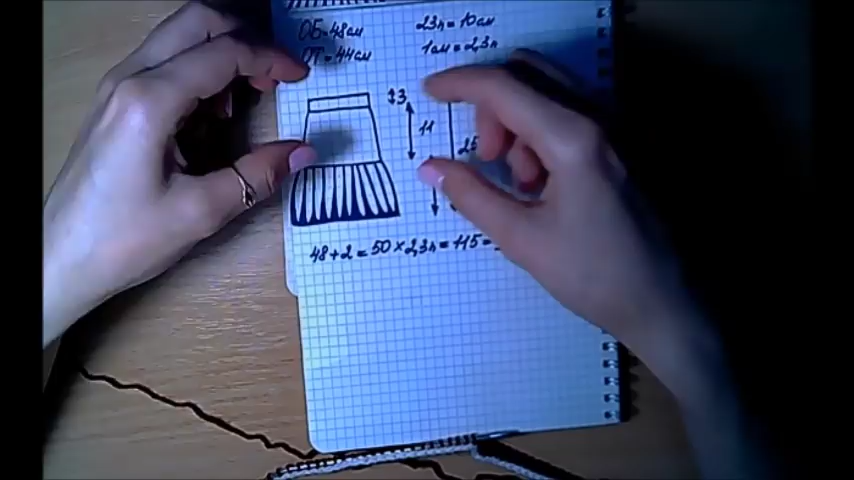 ОБ=48см
ОТ=44см
23п=10см
1см=2,3п
3
11
25
48+2=50×2,3п=115=